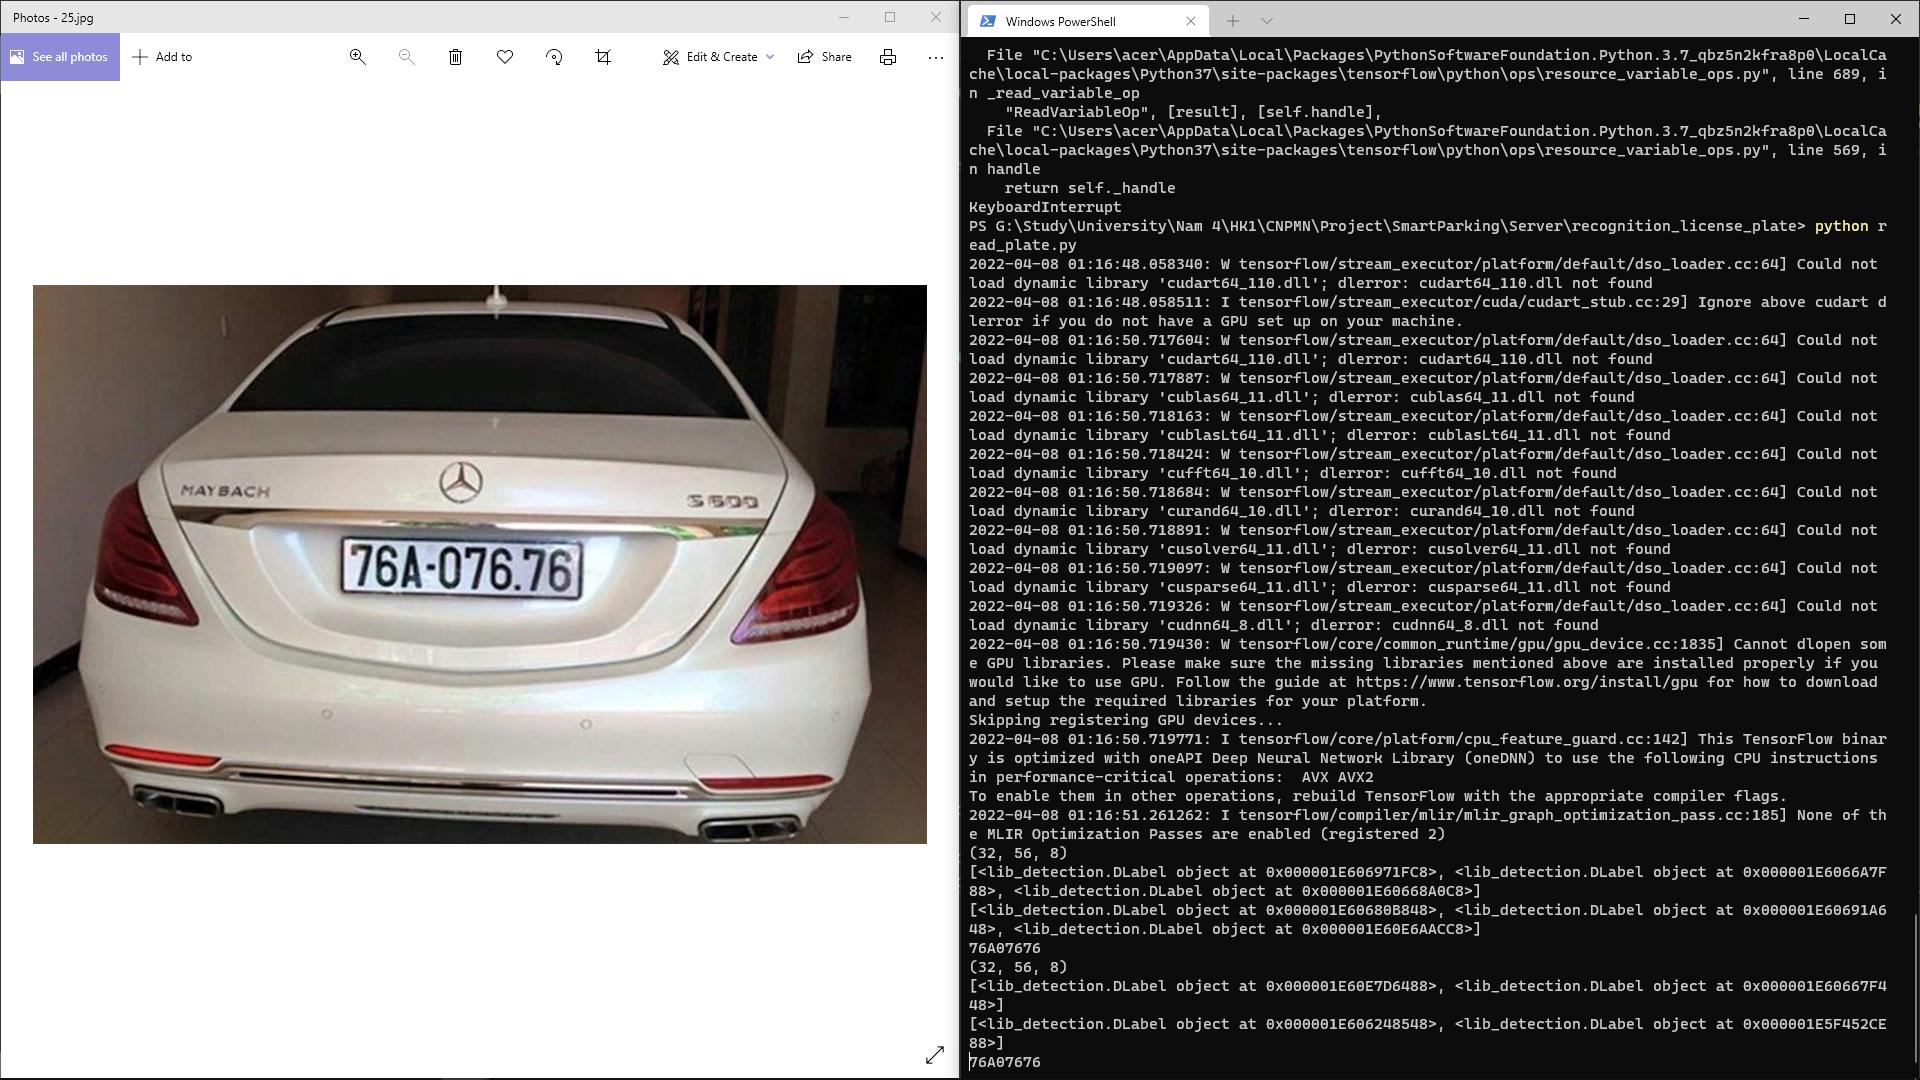 Photos - 25.jpg
See all photos
Add to
Edit & Create
Share
MAYBACH
S 600
76A-076.76
Windows PowerShell
  File "C:\Users\acer\AppData\Local\Packages\PythonSoftwareFoundation.Python.3.7_qbz5n2kfra8p0\LocalCa
che\local-packages\Python37\site-packages\tensorflow\python\ops\resource_variable_ops.py", line 689, i
n _read_variable_op
    "ReadVariableOp", [result], [self.handle],
  File "C:\Users\acer\AppData\Local\Packages\PythonSoftwareFoundation.Python.3.7_qbz5n2kfra8p0\LocalCa
che\local-packages\Python37\site-packages\tensorflow\python\ops\resource_variable_ops.py", line 569, i
n handle
    return self._handle
KeyboardInterrupt
PS G:\Study\University\Nam 4\HK1\CNPMN\Project\SmartParking\Server\recognition_license_plate> python r
ead_plate.py
2022-04-08 01:16:48.058340: W tensorflow/stream_executor/platform/default/dso_loader.cc:64] Could not
load dynamic library 'cudart64_110.dll'; dlerror: cudart64_110.dll not found
2022-04-08 01:16:48.058511: I tensorflow/stream_executor/cuda/cudart_stub.cc:29] Ignore above cudart d
lerror if you do not have a GPU set up on your machine.
2022-04-08 01:16:50.717604: W tensorflow/stream_executor/platform/default/dso_loader.cc:64] Could not
load dynamic library 'cudart64_110.dll'; dlerror: cudart64_110.dll not found
2022-04-08 01:16:50.717887: W tensorflow/stream_executor/platform/default/dso_loader.cc:64] Could not
load dynamic library 'cublas64_11.dll'; dlerror: cublas64_11.dll not found
2022-04-08 01:16:50.718163: W tensorflow/stream_executor/platform/default/dso_loader.cc:64] Could not
load dynamic library 'cublasLt64_11.dll'; dlerror: cublasLt64_11.dll not found
2022-04-08 01:16:50.718424: W tensorflow/stream_executor/platform/default/dso_loader.cc:64] Could not
load dynamic library 'cufft64_10.dll'; dlerror: cufft64_10.dll not found
2022-04-08 01:16:50.718684: W tensorflow/stream_executor/platform/default/dso_loader.cc:64] Could not
load dynamic library 'curand64_10.dll'; dlerror: curand64_10.dll not found
2022-04-08 01:16:50.718891: W tensorflow/stream_executor/platform/default/dso_loader.cc:64] Could not
load dynamic library 'cusolver64_11.dll'; dlerror: cusolver64_11.dll not found
2022-04-08 01:16:50.719097: W tensorflow/stream_executor/platform/default/dso_loader.cc:64] Could not
load dynamic library 'cusparse64_11.dll'; dlerror: cusparse64_11.dll not found
2022-04-08 01:16:50.719326: W tensorflow/stream_executor/platform/default/dso_loader.cc:64] Could not
load dynamic library 'cudnn64_8.dll'; dlerror: cudnn64_8.dll not found
2022-04-08 01:16:50.719430: W tensorflow/core/common_runtime/gpu/gpu_device.cc:1835] Cannot dlopen som
e GPU libraries. Please make sure the missing libraries mentioned above are installed properly if you
would like to use GPU. Follow the guide at https://www.tensorflow.org/install/gpu for how to download
and setup the required libraries for your platform.
Skipping registering GPU devices...
2022-04-08 01:16:50.719771: I tensorflow/core/platform/cpu_feature_guard.cc:142] This TensorFlow binar
y is optimized with oneAPI Deep Neural Network Library (oneDNN) to use the following CPU instructions
in performance-critical operations:  AVX AVX2
To enable them in other operations, rebuild TensorFlow with the appropriate compiler flags.
2022-04-08 01:16:51.261262: I tensorflow/compiler/mlir/mlir_graph_optimization_pass.cc:185] None of th
e MLIR Optimization Passes are enabled (registered 2)
(32, 56, 8)
[<lib_detection.DLabel object at 0x000001E606971FC8>, <lib_detection.DLabel object at 0x000001E6066A7F
88>, <lib_detection.DLabel object at 0x000001E60668A0C8>]
[<lib_detection.DLabel object at 0x000001E60680B848>, <lib_detection.DLabel object at 0x000001E60691A6
48>, <lib_detection.DLabel object at 0x000001E60E6AACC8>]
76A07676
(32, 56, 8)
[<lib_detection.DLabel object at 0x000001E60E7D6488>, <lib_detection.DLabel object at 0x000001E60667F4
48>]
[<lib_detection.DLabel object at 0x000001E606248548>, <lib_detection.DLabel object at 0x000001E5F452CE
88>]
76A07676